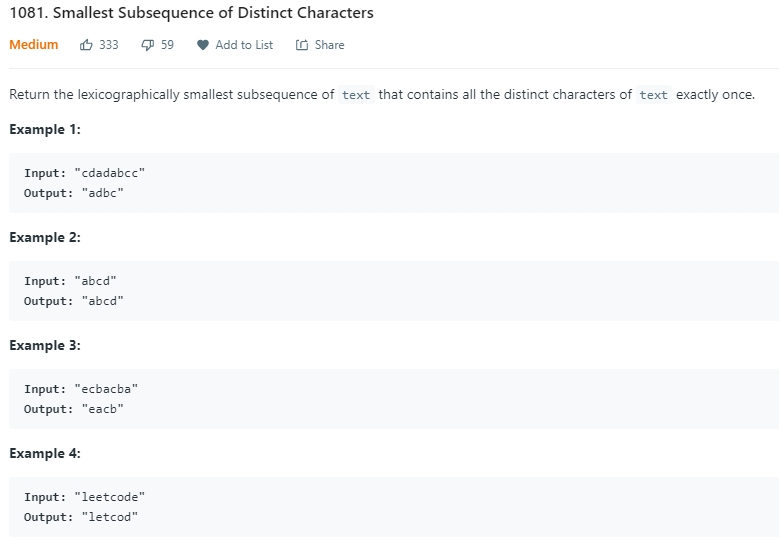 1081. Smallest Subsequence of Distinct Characters
Medium 333 59 Add to List Share
Return the lexicographically smallest subsequence of text that contains all the distinct characters of text exactly once.
Example 1:
Input: "cdadabcc"
Output: "adbc"
Example 2:
Input: "abcd"
Output: "abcd"
Example 3:
Input: "ecbacba"
Output: "eacb"
Example 4:
Input: "leetcode"
Output: "letcod"